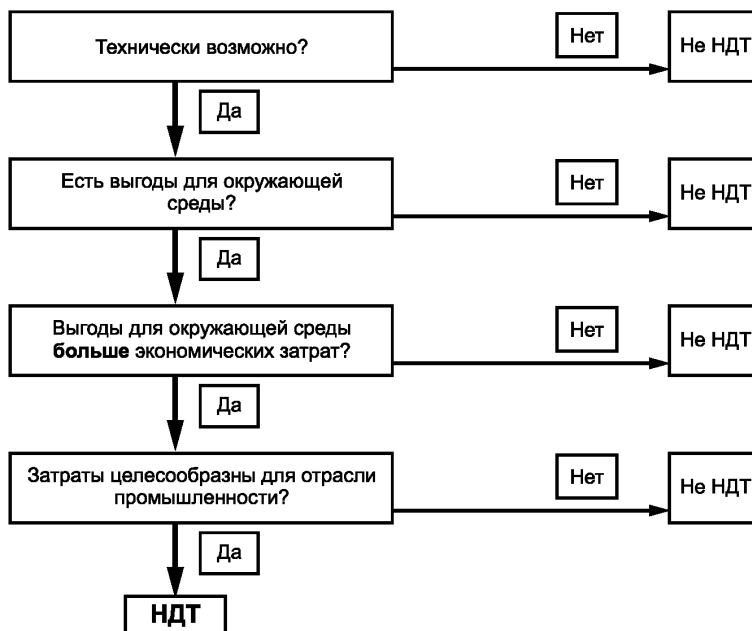 Технически возможно?
Нет
Не НДТ
Да
Есть выгоды для окружающей
среды?
Нет
Не НДТ
Да
Выгоды для окружающей среды
больше экономических затрат?
Нет
Не НДТ
Да
Затраты целесообразны для отрасли
промышленности?
Нет
Не НДТ
Да
НДТ